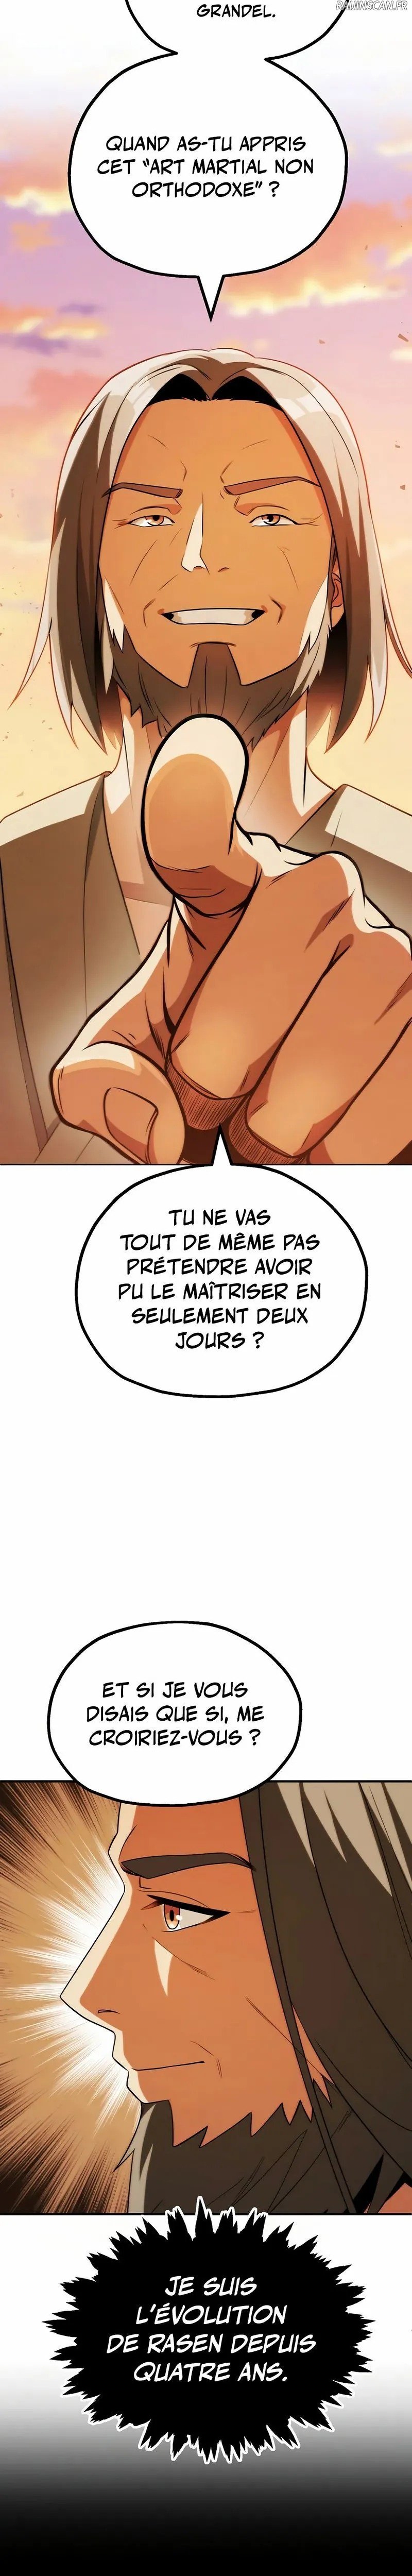 RAIJINSCAN.FR
GRANDEL.
QUAND AS-TU APPRIS
CET "ART MARTIAL NON
ORTHODOXE" ?
TU NE VAS
TOUT DE MÊME PAS
PRÉTENDRE AVOIR
PU LE MAÎTRISER EN
SEULEMENT DEUX
JOURS ?
ET SI JE VOUS
DISAIS QUE SI, ME
CROIRIEZ-VOUS ?
JE SUIS
L'ÉVOLUTION
DE RASEN DEPUIS
QUATRE ANS.